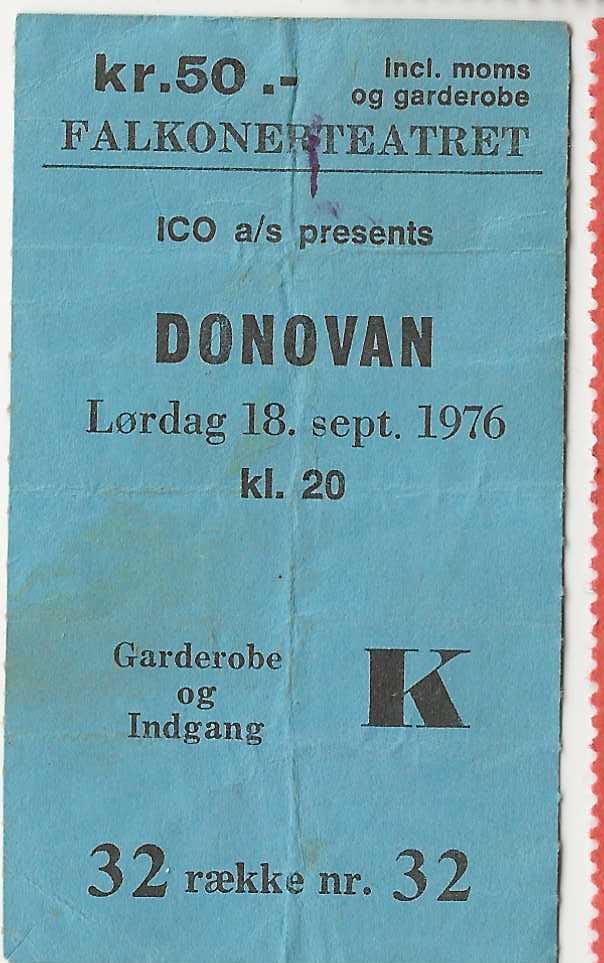 kr.50.- Incl. moms
og garderobe
FALKONERTEATRET
ICO a/s presents
DONOVAN
Lørdag 18. sept. 1976
kl. 20
Garderobe
og
Indgang
K
32 række nr. 32